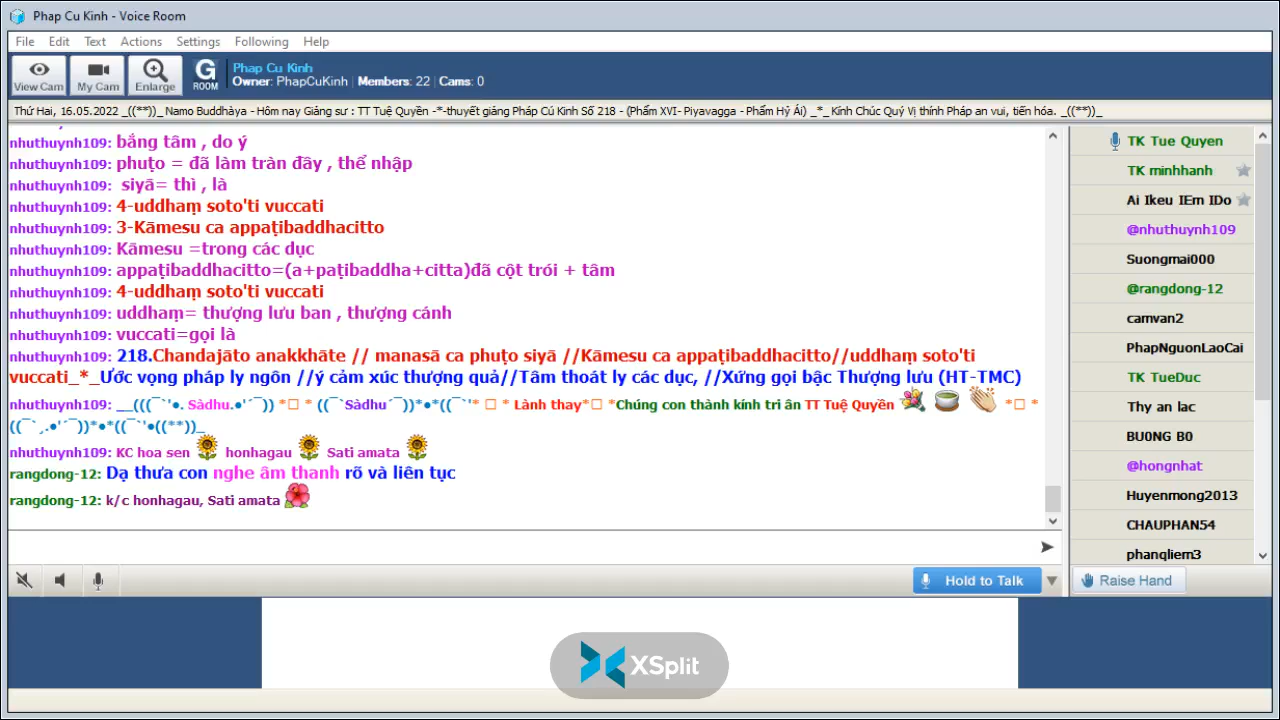 Phap Cu Kinh - Voice Room
File Edit Text Actions Settings Following Help
View Cam My Cam Enlarge G ROOM
Phap Cu Kinh
Owner: PhapCuKinh | Members: 22 | Cams: 0
Thứ Hai, 16.05.2022 _((**))_ Namo Buddhàya - Hôm nay Giảng sư : TT Tuệ Quyền -*-thuyết giảng Pháp Cú Kinh Số 218 - (Phẩm XVI- Piyavagga - Phẩm Hỷ Ái) _*_ Kính Chúc Quý Vị thính Pháp an vui, tiến hóa. _((**))_
nhuthuynh109: bằng tâm , do ý
nhuthuynh109: phuṭo = đã làm tràn đầy , thể nhập
nhuthuynh109: siyā= thì , là
nhuthuynh109: 4-uddhaṃ soto'ti vuccati
nhuthuynh109: 3-Kāmesu ca appaṭibaddhacitto
nhuthuynh109: Kāmesu =trong các dục
nhuthuynh109: appaṭibaddhacitto=(a+paṭibaddha+citta)đã cột trói + tâm
nhuthuynh109: 4-uddhaṃ soto'ti vuccati
nhuthuynh109: uddhaṃ= thượng lưu ban , thượng cánh
nhuthuynh109: vuccati=gọi là
nhuthuynh109: 218.Chandajāto anakkhāte // manasā ca phuṭo siyā //Kāmesu ca appaṭibaddhacitto//uddhaṃ soto'ti
vuccati_*_Ước vọng pháp ly ngôn //ý cảm xúc thượng quả//Tâm thoát ly các dục, //Xứng gọi bậc Thượng lưu (HT-TMC)
nhuthuynh109: __(((¯`'•. Sàdhu.•'´¯)) *□ * ((¯`Sàdhu´¯))*•*((¯`'* □ * Lành thay*□ *Chúng con thành kính tri ân TT Tuệ Quyền *□ *
((¯`¸.•'´¯))*•*((¯`'•((**))_
nhuthuynh109: KC hoa sen honhagau Sati amata
rangdong-12: Dạ thưa con nghe âm thanh rõ và liên tục
rangdong-12: k/c honhagau, Sati amata
TK Tue Quyen
TK minhhanh
Ai Ikeu IEm IDo
@nhuthuynh109
Suongmai000
@rangdong-12
camvan2
PhapNguonLaoCai
TK TueDuc
Thy an lac
BU0NG B0
@hongnhat
Huyenmong2013
CHAUPHAN54
phangliem3
Hold to Talk
Raise Hand
XSplit